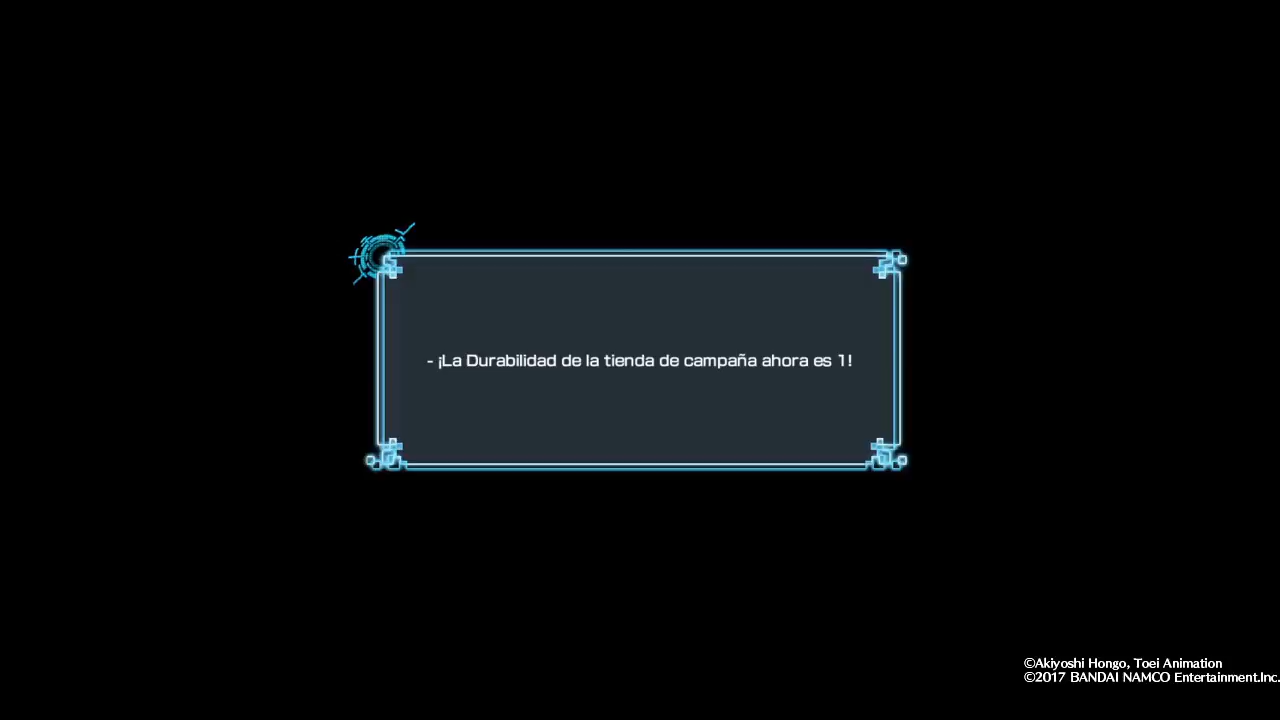 - ¡La Durabilidad de la tienda de campaña ahora es 1!
©Akiyoshi Hongo, Toei Animation
©2017 BANDAI NAMCO Entertainment.Inc.